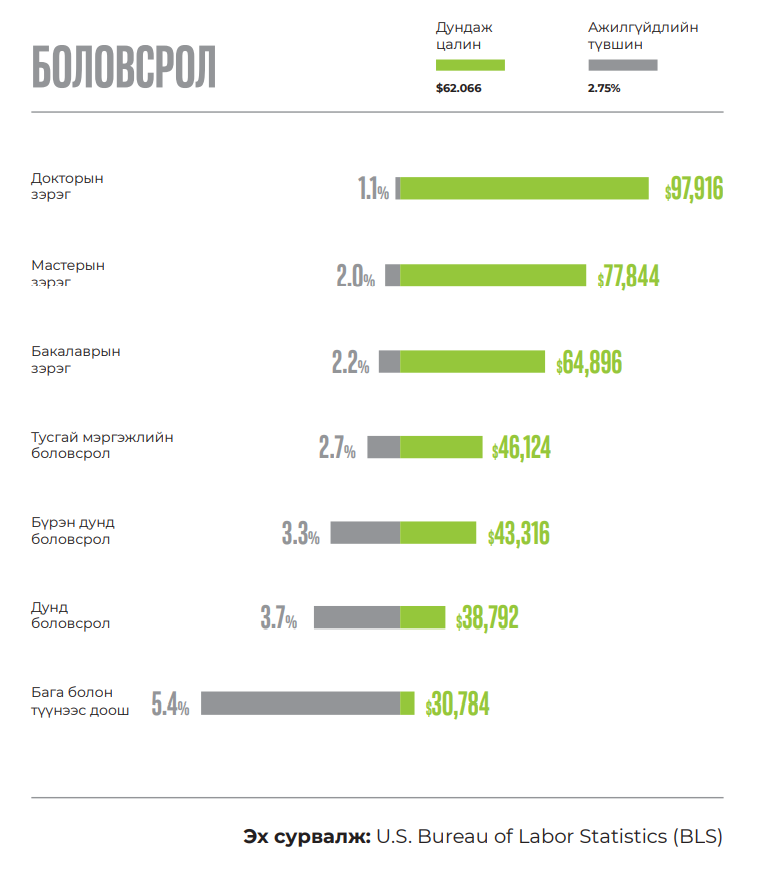 БОЛОВСРОЛ
Дундаж
цалин
$62.066
Ажилгүйдлийн
түвшин
2.75%
Докторын
зэрэг
1.1%
$97,916
Мастерын
зэрэг
2.0%
$77,844
Бакалаврын
зэрэг
2.2%
$64,896
Тусгай мэргэжлийн
боловсрол
2.7%
$46,124
Бүрэн дунд
боловсрол
3.3%
$43,316
Дунд
боловсрол
3.7%
$38,792
Бага болон
түүнээс доош
5.4%
$30,784
Эх сурвалж: U.S. Bureau of Labor Statistics (BLS)